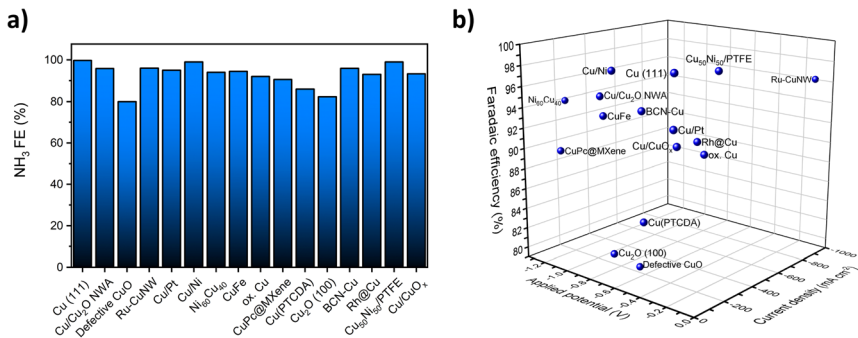 a)
NH₃ FE (%)
100
80
60
40
20
0
Cu (111)
Cu/Cu₂O NWA
Defective CuO
Ru-CuNW
Cu/Pt
Cu/Ni
Ni₆₀Cu₄₀
CuFe
ox. Cu
CuPc@MXene
Cu(PTCDA)
Cu₂O (100)
BCN-Cu
Rh@Cu
Cu₅₀Ni₅₀/PTFE
Cu/CuOₓ
b)
Faradaic efficiency (%)
100
98
96
94
92
90
88
86
84
82
80
Cu₅₀Ni₅₀/PTFE
Cu/Ni
Cu (111)
Ru-CuNW
Ni₆₀Cu₄₀
Cu/Cu₂O NWA
BCN-Cu
CuFe
Cu/Pt
CuPc@MXene
Cu/CuOₓ
Rh@Cu
ox. Cu
Cu(PTCDA)
Cu₂O (100)
Defective CuO
-1.2
-1.0
-0.8
-0.6
-0.4
-0.2
0.0
Applied potential (V)
0
-200
-400
-600
-800
-1000
Current density (mA.cm²)